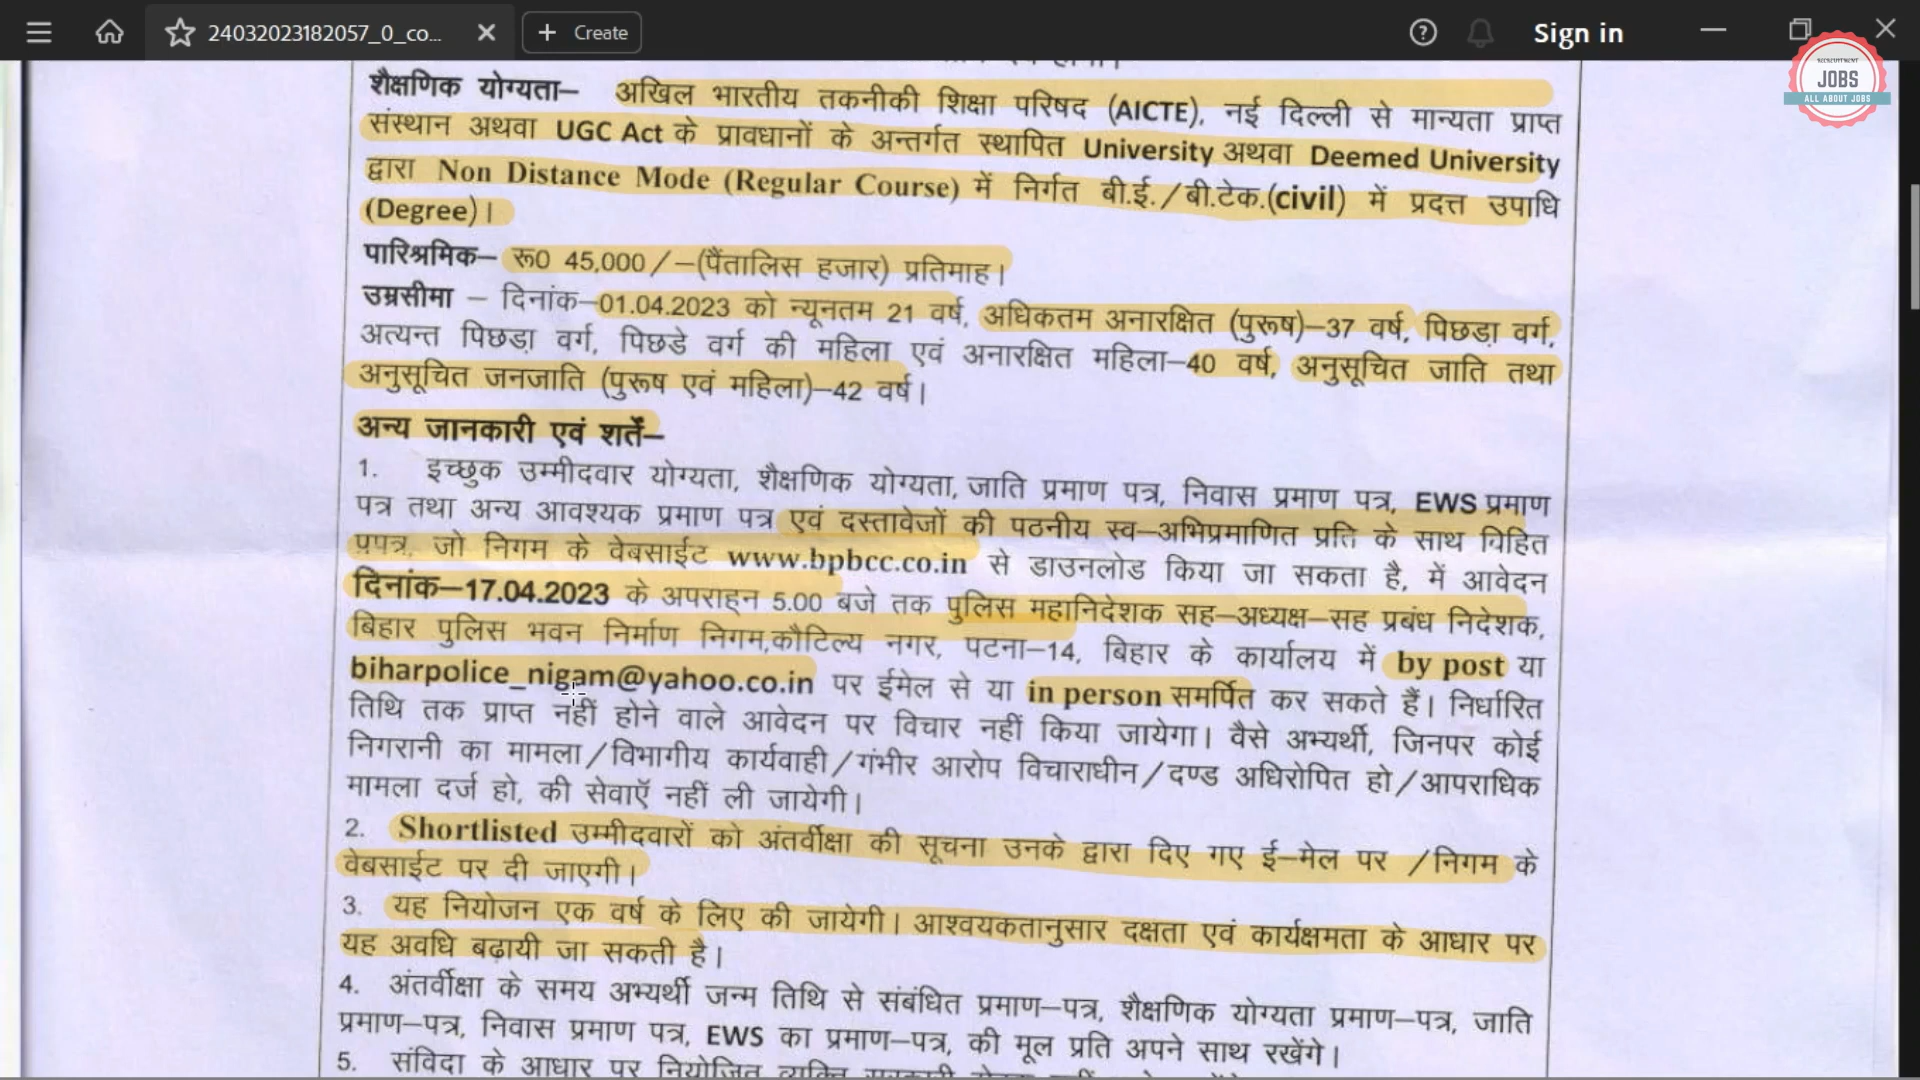 24032023182057_0_co...
Create
Sign in
RECRUITMENT
JOBS
ALL ABOUT JOBS
शैक्षणिक योग्यता– अखिल भारतीय तकनीकी शिक्षा परिषद (AICTE), नई दिल्ली से मान्यता प्राप्त
संस्थान अथवा UGC Act के प्रावधानों के अन्तर्गत स्थापित University अथवा Deemed University
द्वारा Non Distance Mode (Regular Course) में निर्गत बी.ई./बी.टेक.(civil) में प्रदत्त उपाधि
(Degree)।
पारिश्रमिक– रू0 45,000/–(पैंतालिस हजार) प्रतिमाह।
उम्रसीमा – दिनांक–01.04.2023 को न्यूनतम 21 वर्ष, अधिकतम अनारक्षित (पुरूष)–37 वर्ष, पिछड़ा वर्ग,
अत्यन्त पिछड़ा वर्ग, पिछडे वर्ग की महिला एवं अनारक्षित महिला–40 वर्ष, अनुसूचित जाति तथा
अनुसूचित जनजाति (पुरूष एवं महिला)–42 वर्ष।
अन्य जानकारी एवं शर्तें–
1. इच्छुक उम्मीदवार योग्यता, शैक्षणिक योग्यता, जाति प्रमाण पत्र, निवास प्रमाण पत्र, EWS प्रमाण
पत्र तथा अन्य आवश्यक प्रमाण पत्र एवं दस्तावेजों की पठनीय स्व–अभिप्रमाणित प्रति के साथ विहित
प्रपत्र, जो निगम के वेबसाईट www.bpbcc.co.in से डाउनलोड किया जा सकता है, में आवेदन
दिनांक–17.04.2023 के अपराह्न 5.00 बजे तक पुलिस महानिदेशक सह–अध्यक्ष–सह प्रबंध निदेशक,
बिहार पुलिस भवन निर्माण निगम,कौटिल्य नगर, पटना–14, बिहार के कार्यालय में by post या
biharpolice_nigam@yahoo.co.in पर ईमेल से या in person समर्पित कर सकते हैं। निर्धारित
तिथि तक प्राप्त नहीं होने वाले आवेदन पर विचार नहीं किया जायेगा। वैसे अभ्यर्थी, जिनपर कोई
निगरानी का मामला/विभागीय कार्यवाही/गंभीर आरोप विचाराधीन/दण्ड अधिरोपित हो/आपराधिक
मामला दर्ज हो, की सेवाएँ नहीं ली जायेगी।
2. Shortlisted उम्मीदवारों को अंतर्वीक्षा की सूचना उनके द्वारा दिए गए ई–मेल पर /निगम के
वेबसाईट पर दी जाएगी।
3. यह नियोजन एक वर्ष के लिए की जायेगी। आश्वयकतानुसार दक्षता एवं कार्यक्षमता के आधार पर
यह अवधि बढ़ायी जा सकती है।
4. अंतर्वीक्षा के समय अभ्यर्थी जन्म तिथि से संबंधित प्रमाण–पत्र, शैक्षणिक योग्यता प्रमाण–पत्र, जाति
प्रमाण–पत्र, निवास प्रमाण पत्र, EWS का प्रमाण–पत्र, की मूल प्रति अपने साथ रखेंगे।
5. संविदा के आधार पर नियोजित व्यक्ति